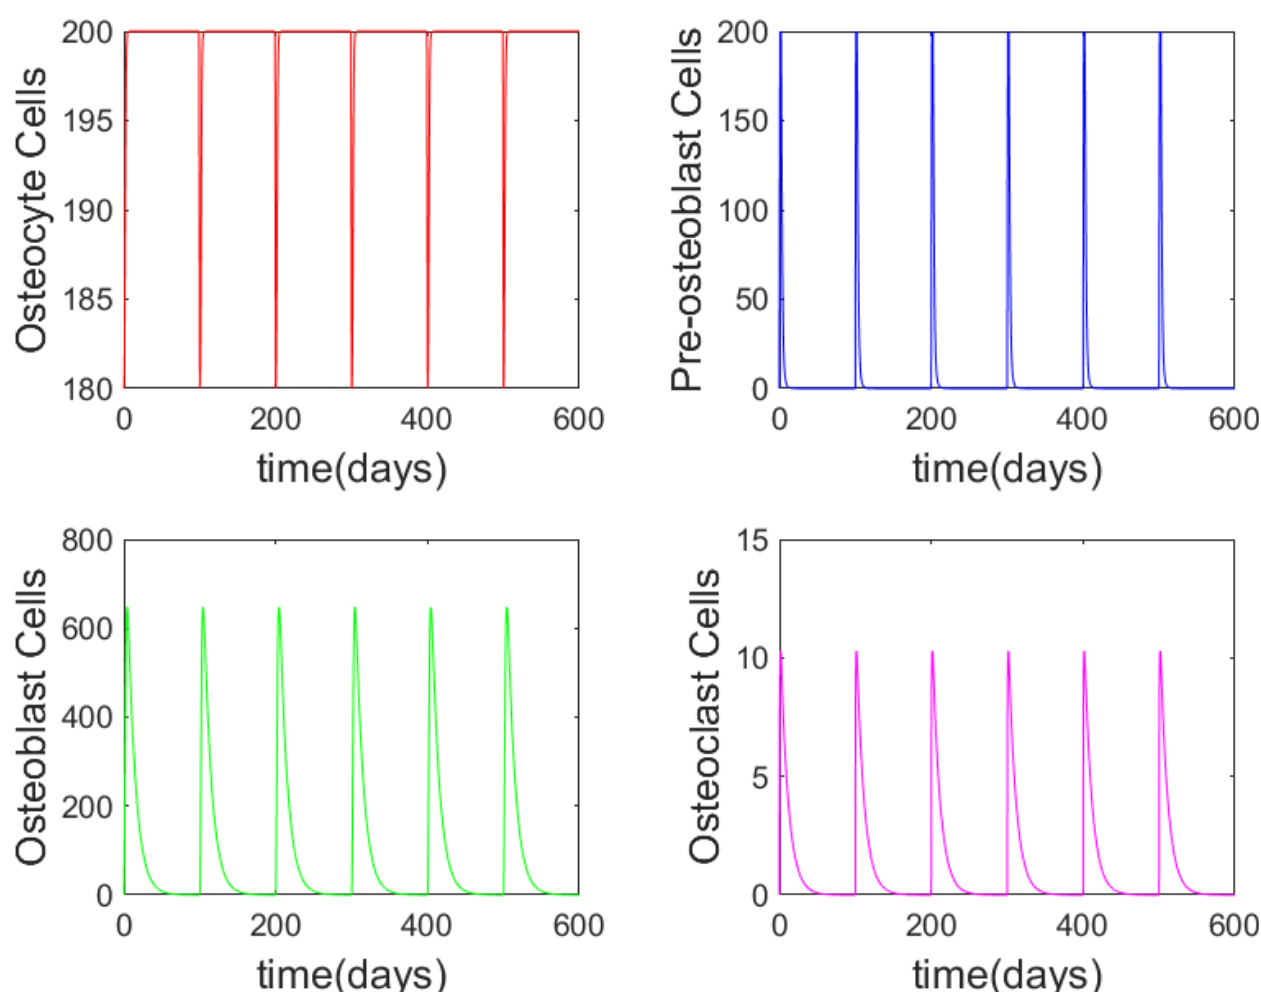 Osteocyte Cells
200
195
190
185
180
0 200 400 600
time(days)
Pre-osteoblast Cells
200
150
100
50
0
0 200 400 600
time(days)
Osteoblast Cells
800
600
400
200
0
0 200 400 600
time(days)
Osteoclast Cells
15
10
5
0
0 200 400 600
time(days)